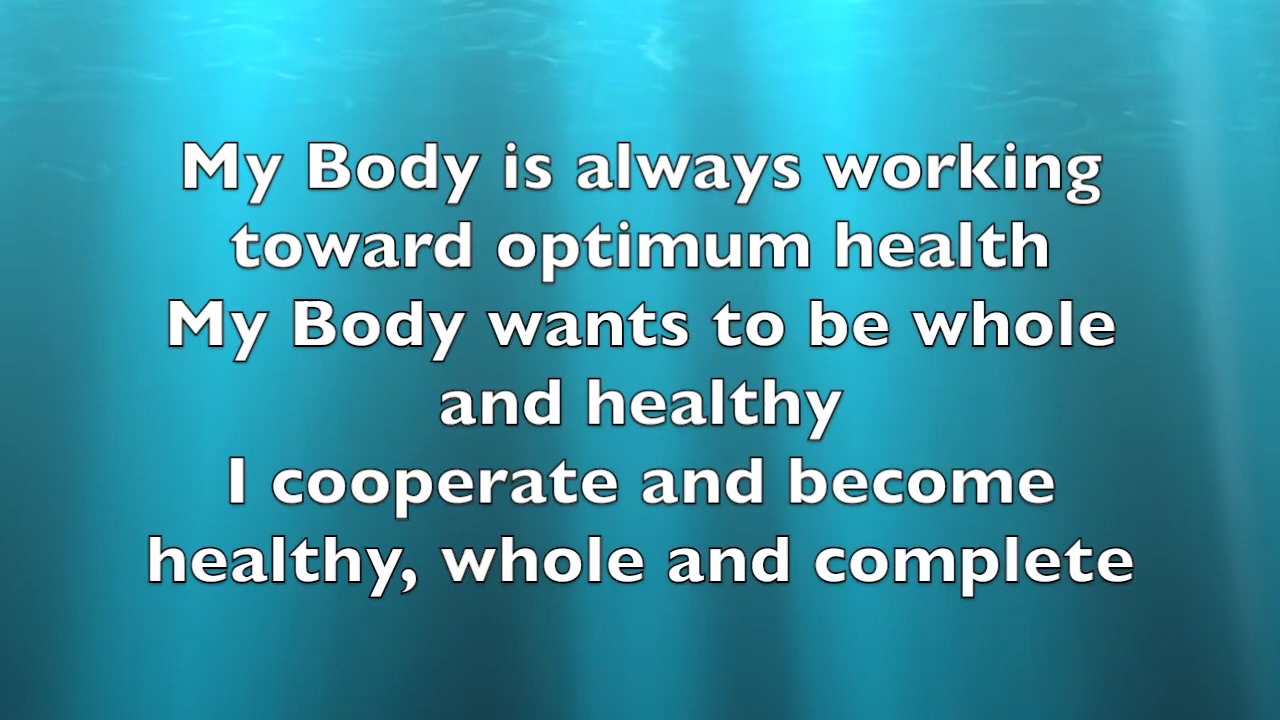 My Body is always working
toward optimum health
My Body wants to be whole
and healthy
I cooperate and become
healthy, whole and complete